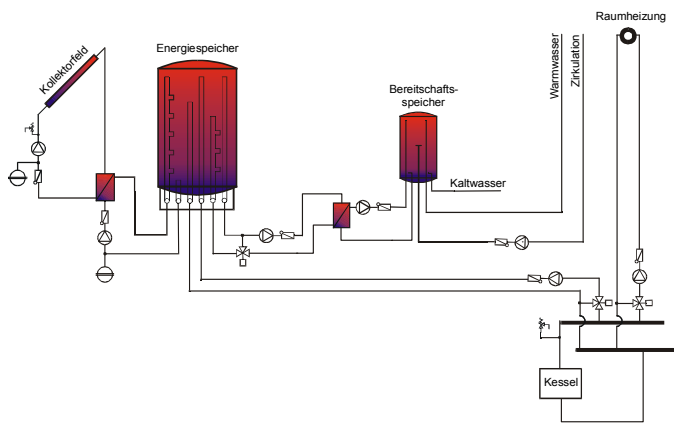 Raumheizung
Energiespeicher
Kollektorfeld
Bereitschafts-
speicher
Warmwasser
Zirkulation
Kaltwasser
Kessel